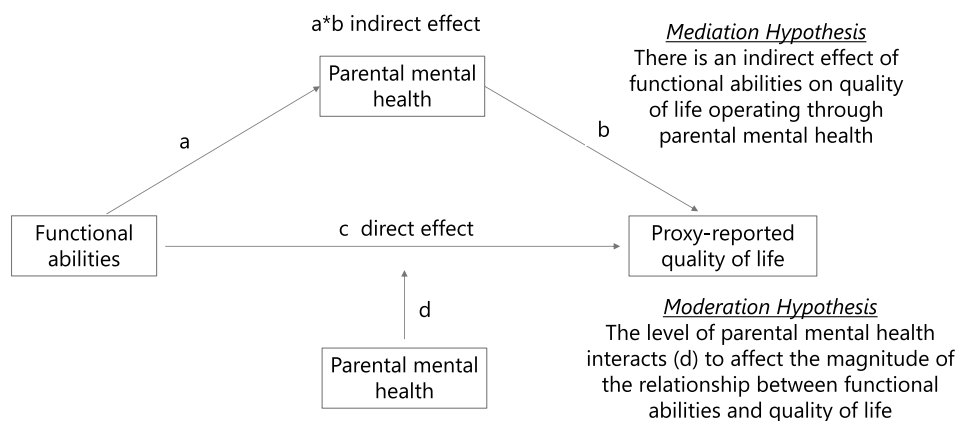 a*b indirect effect
Parental mental
health
Mediation Hypothesis
There is an indirect effect of
functional abilities on quality
of life operating through
parental mental health
a
b
Functional
abilities
c direct effect
Proxy-reported
quality of life
d
Parental mental
health
Moderation Hypothesis
The level of parental mental health
interacts (d) to affect the magnitude of
the relationship between functional
abilities and quality of life